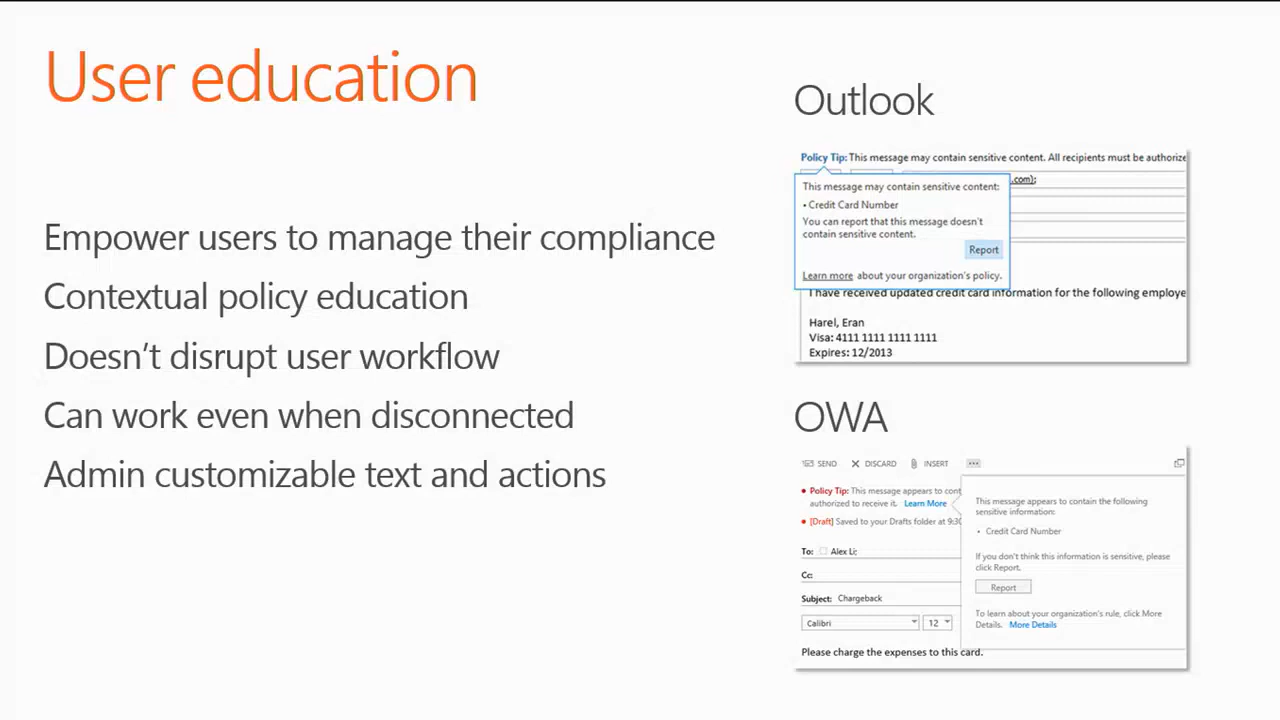 User education
Empower users to manage their compliance
Contextual policy education
Doesn't disrupt user workflow
Can work even when disconnected
Admin customizable text and actions
Outlook
Policy Tip: This message may contain sensitive content. All recipients must be authorize
This message may contain sensitive content:
.com);
• Credit Card Number
You can report that this message doesn't
contain sensitive content.
Report
Learn more about your organization's policy.
I have received updated credit card information for the following employe
Harel, Eran
Visa: 4111 1111 1111 1111
Expires: 12/2013
OWA
SEND DISCARD INSERT •••
• Policy Tip: This message appears to cont
authorized to receive it. Learn More
• [Draft] Saved to your Drafts folder at 9:30
To: Alex Li;
Cc:
Subject: Chargeback
Calibri 12
Please charge the expenses to this card.
This message appears to contain the following
sensitive information:
• Credit Card Number
If you don't think this information is sensitive, please
click Report.
Report
To learn about your organization's rule, click More
Details. More Details